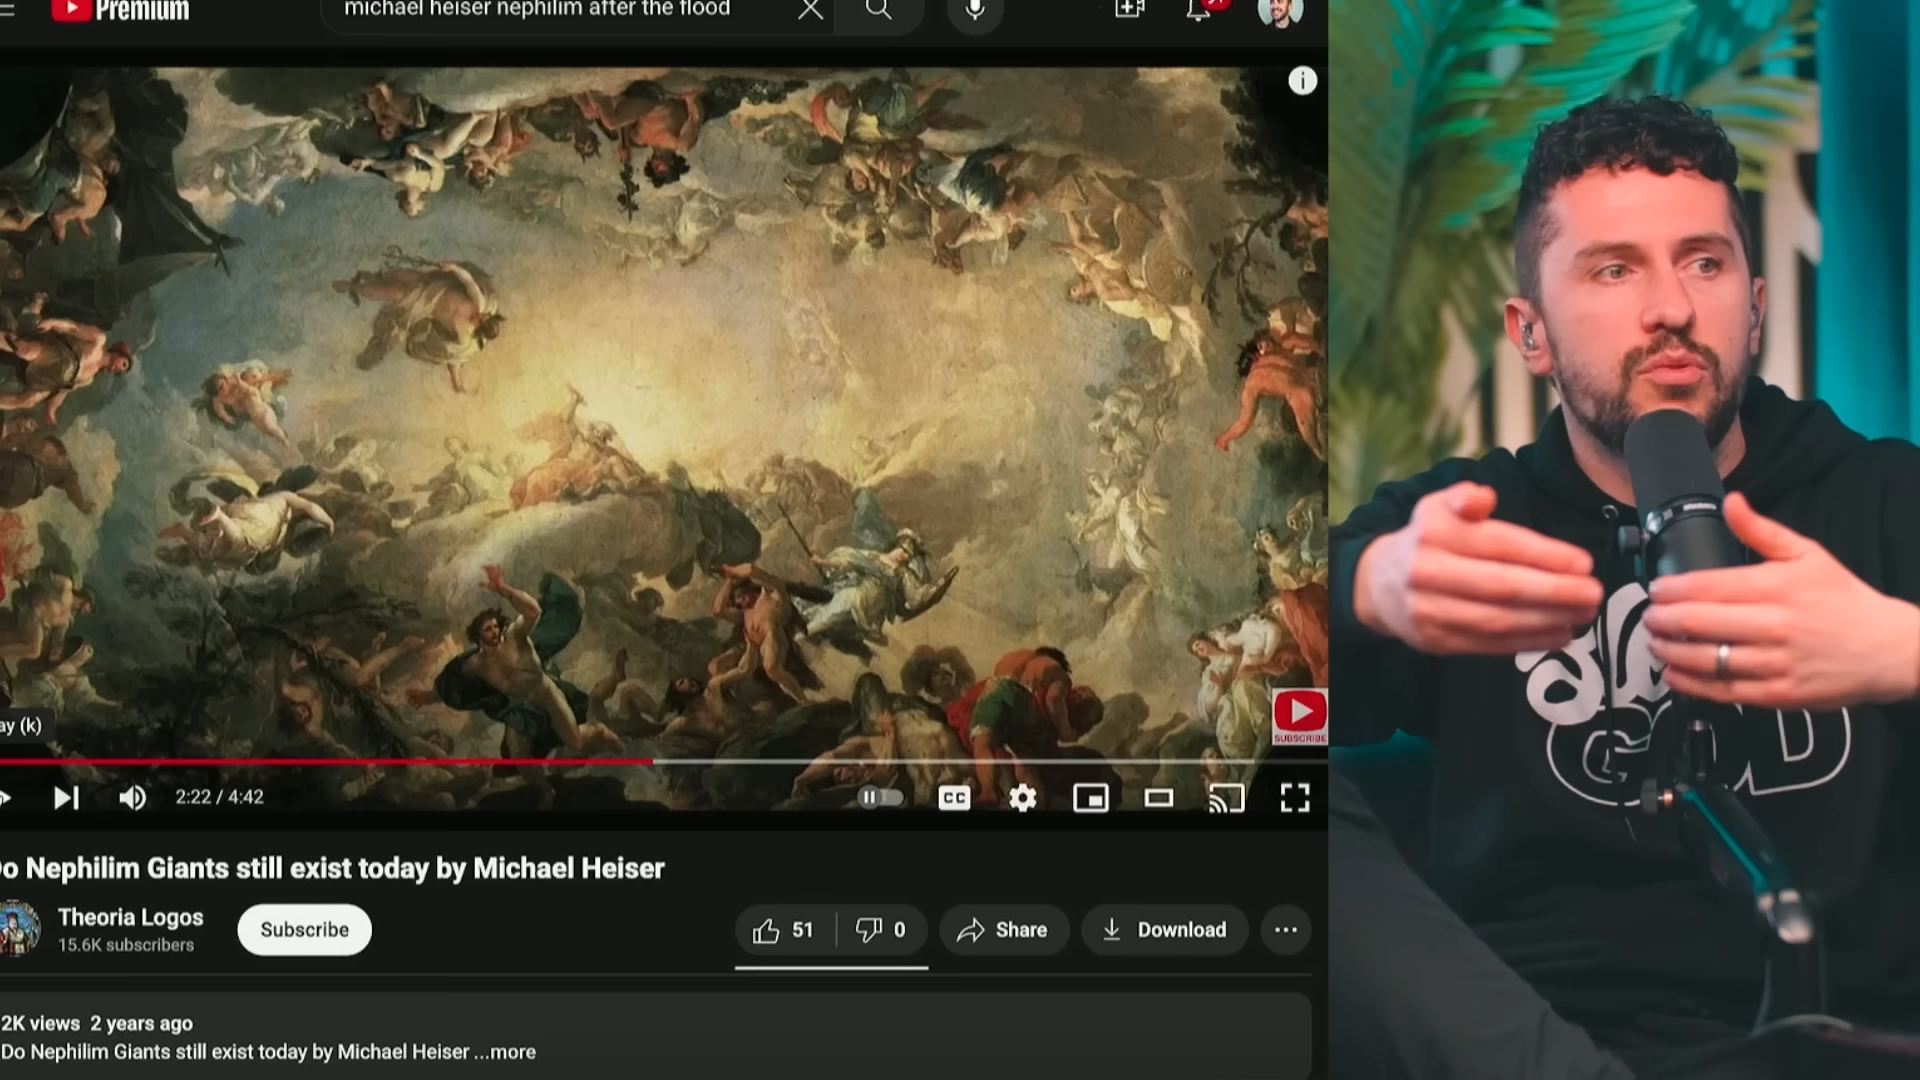 Premium
michael heiser nephilim after the flood
ay (k)
SUBSCRIBE
2:22 / 4:42
CC
o Nephilim Giants still exist today by Michael Heiser
Theoria Logos
15.6K subscribers
Subscribe
51
0
Share
Download
2K views 2 years ago
Do Nephilim Giants still exist today by Michael Heiser ...more